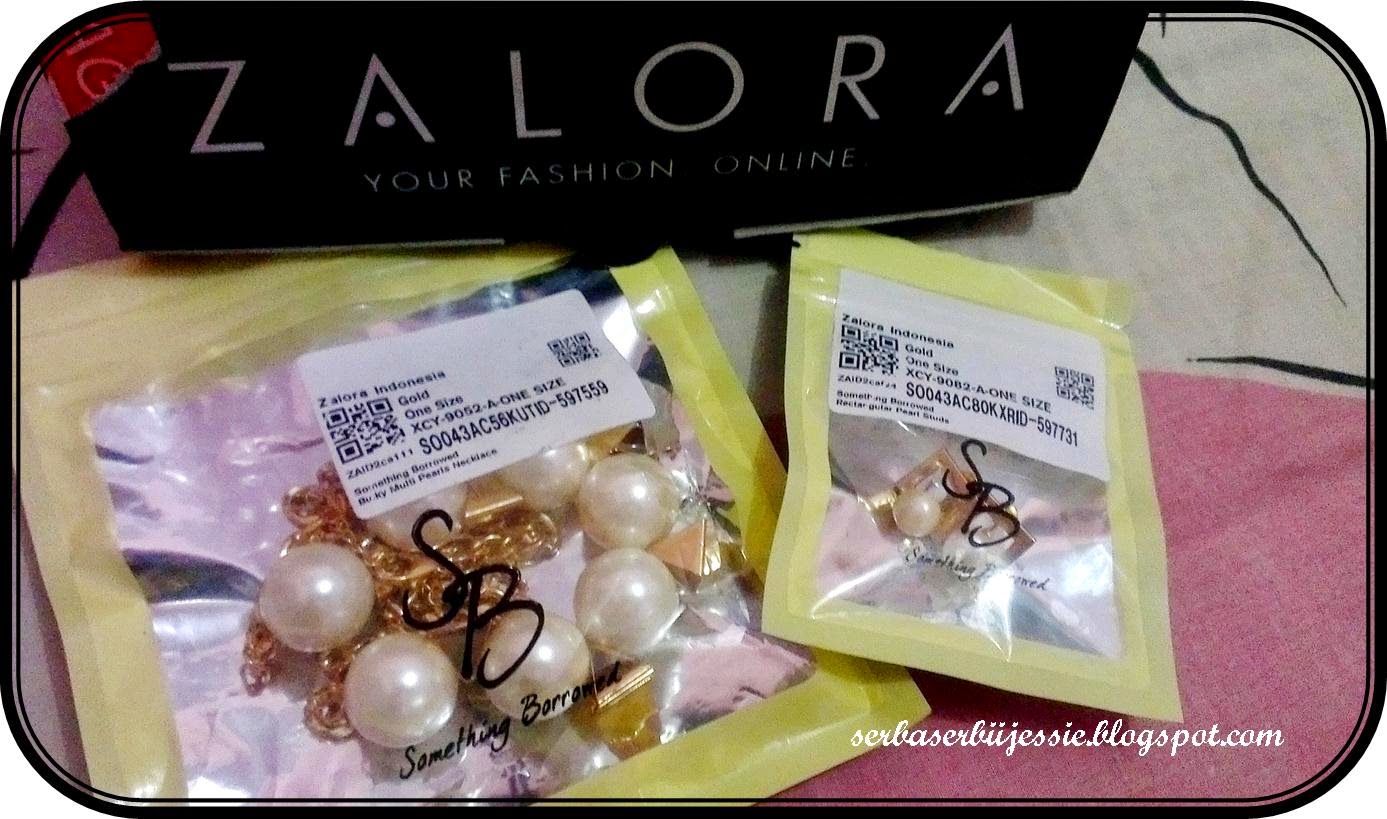 ZALORA
YOUR FASHION. ONLINE.
Zalora Indonesia
Gold
One Size
XCY-9052-A-ONE SIZE
ZAID2ca111 SO043AC56KUTID-597559
Something Borrowed
Bulky Multi Pearls Necklace
SB
Something Borrowed
Zalora Indonesia
Gold
One Size
XCY-9082-A-ONE SIZE
SO043AC80KXRID-597731
Something Borrowed
Rectangular Pearl Studs
SB
Something Borrowed
serbaserbiijessie.blogspot.com